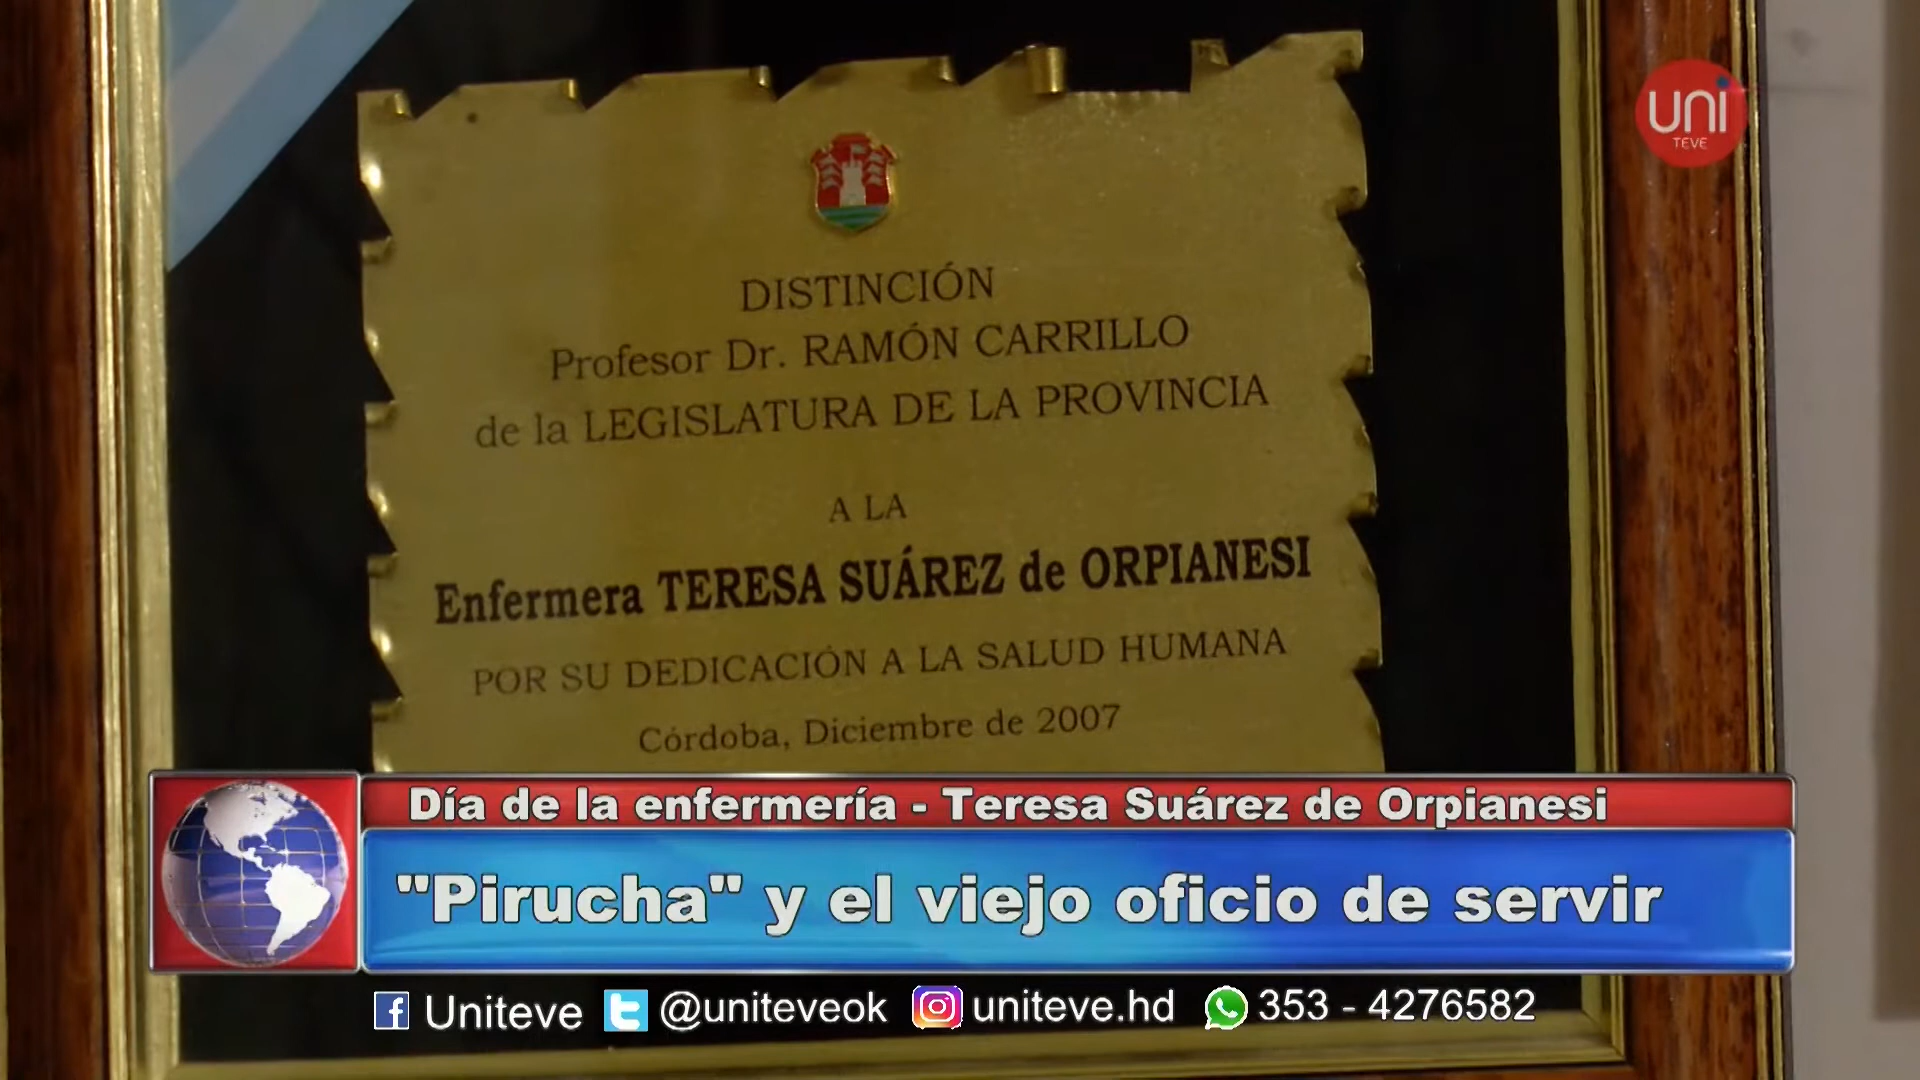 uni
TEVE
DISTINCIÓN
Profesor Dr. RAMÓN CARRILLO
de la LEGISLATURA DE LA PROVINCIA
A LA
Enfermera TERESA SUÁREZ de ORPIANESI
POR SU DEDICACIÓN A LA SALUD HUMANA
Córdoba, Diciembre de 2007
Día de la enfermería - Teresa Suárez de Orpianesi
"Pirucha" y el viejo oficio de servir
Uniteve @uniteveok uniteve.hd 353 - 4276582